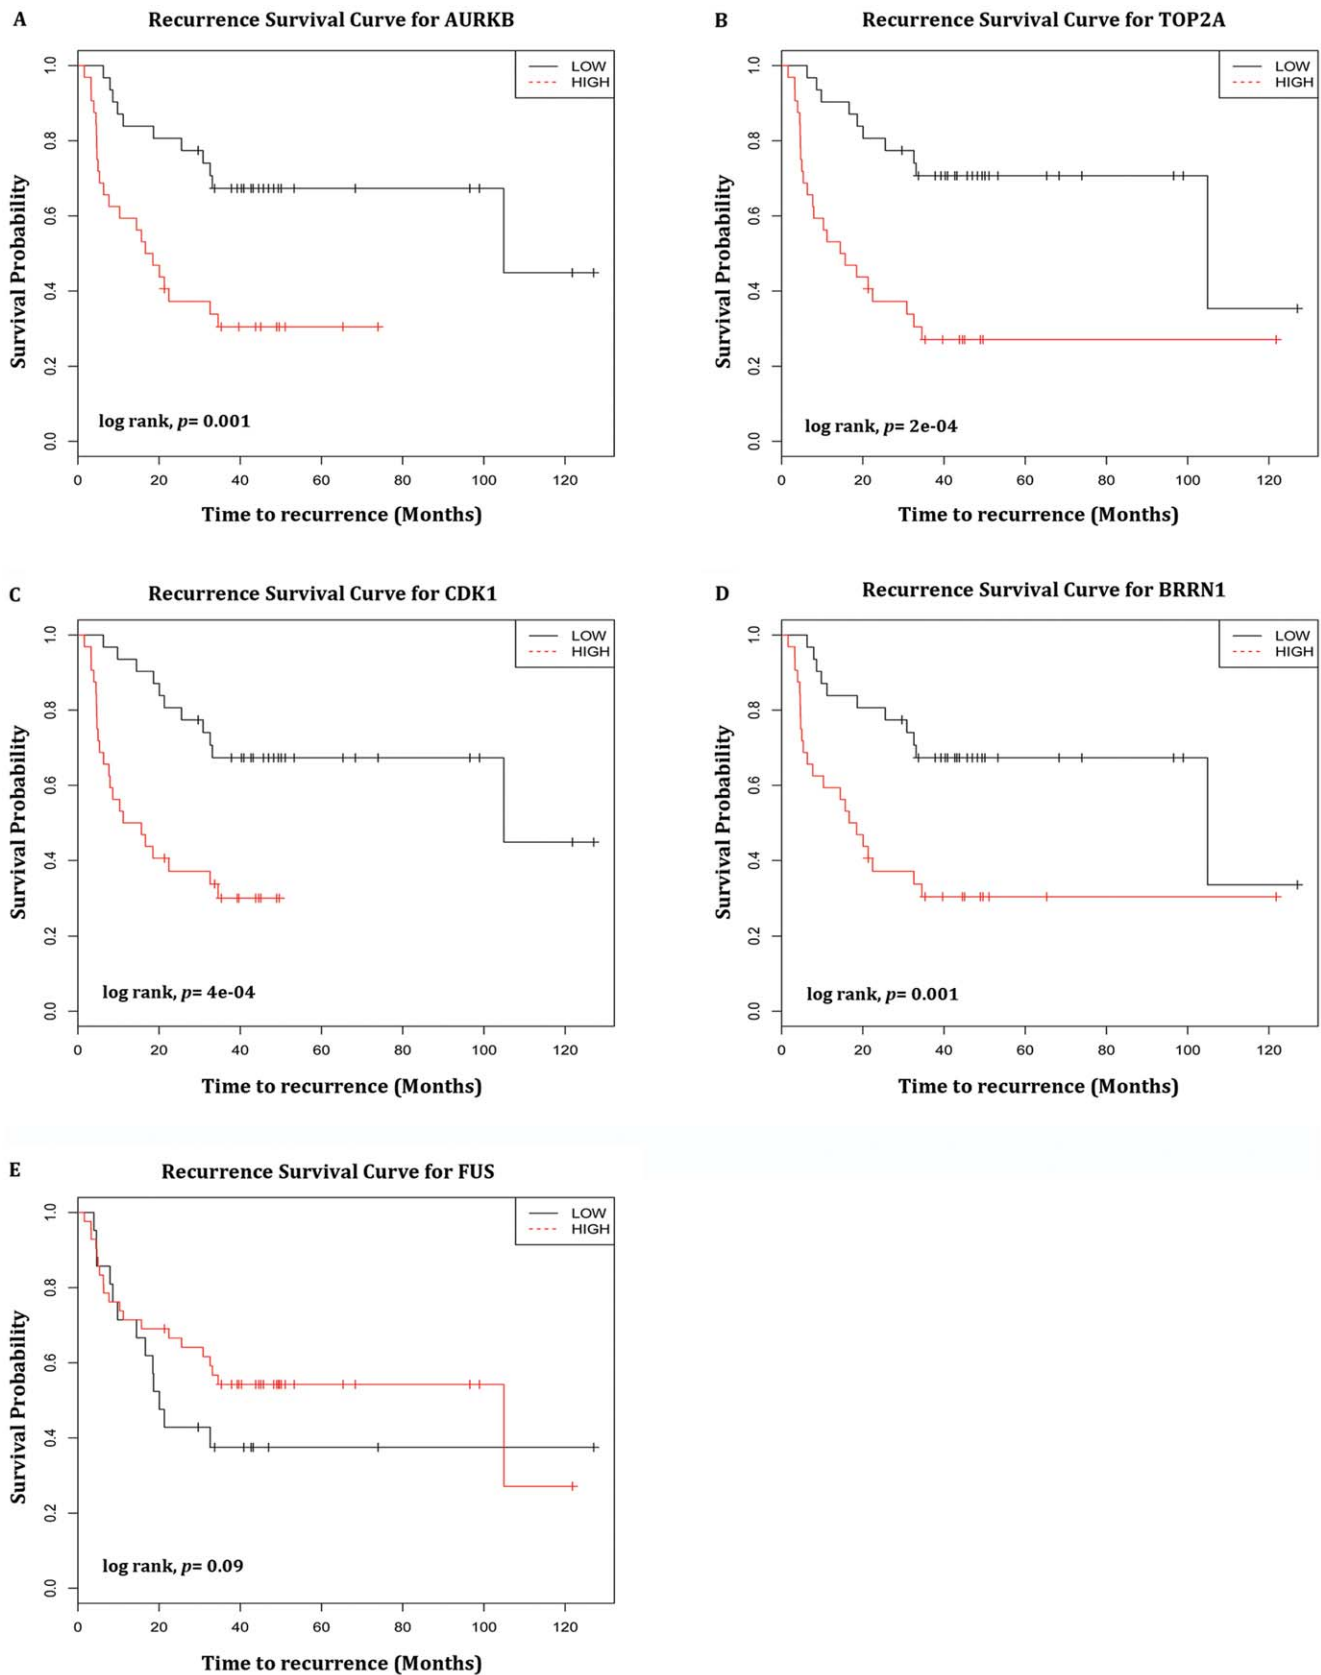 A
Recurrence Survival Curve for AURKB
LOW
HIGH
1.0
0.8
0.6
0.4
0.2
0.0
Survival Probability
log rank, p= 0.001
0 20 40 60 80 100 120
Time to recurrence (Months)
B
Recurrence Survival Curve for TOP2A
LOW
HIGH
1.0
0.8
0.6
0.4
0.2
0.0
Survival Probability
log rank, p= 2e-04
0 20 40 60 80 100 120
Time to recurrence (Months)
C
Recurrence Survival Curve for CDK1
LOW
HIGH
1.0
0.8
0.6
0.4
0.2
0.0
Survival Probability
log rank, p= 4e-04
0 20 40 60 80 100 120
Time to recurrence (Months)
D
Recurrence Survival Curve for BRRN1
LOW
HIGH
1.0
0.8
0.6
0.4
0.2
0.0
Survival Probability
log rank, p= 0.001
0 20 40 60 80 100 120
Time to recurrence (Months)
E
Recurrence Survival Curve for FUS
LOW
HIGH
1.0
0.8
0.6
0.4
0.2
0.0
Survival Probability
log rank, p= 0.09
0 20 40 60 80 100 120
Time to recurrence (Months)